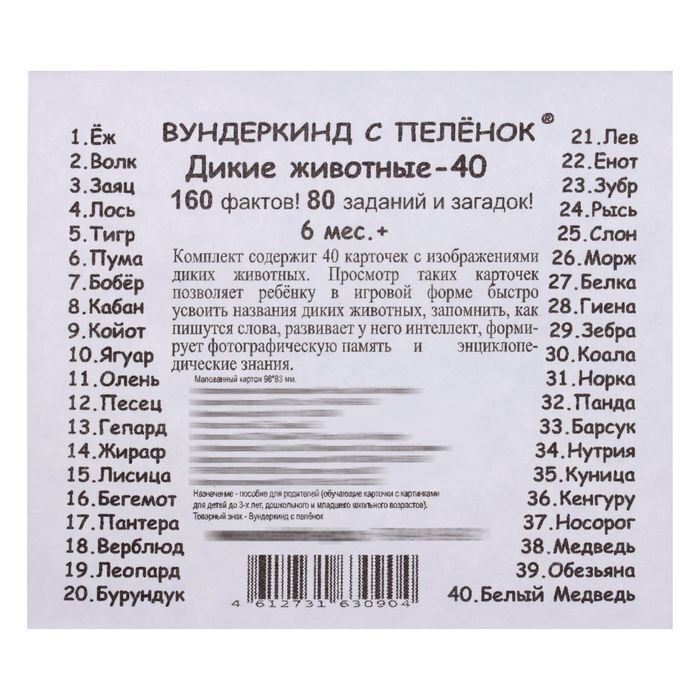 1.Ёж
2.Волк
3.Заяц
4.Лось
5.Тигр
6.Пума
7.Бобёр
8.Кабан
9.Койот
10.Ягуар
11.Олень
12.Песец
13.Гепард
14.Жираф
15.Лисица
16.Бегемот
17.Пантера
18.Верблюд
19.Леопард
20.Бурундук
ВУНДЕРКИНД С ПЕЛЁНОК®
Дикие животные-40
160 фактов! 80 заданий и загадок!
6 мес.+
Комплект содержит 40 карточек с изображениями
диких животных. Просмотр таких карточек
позволяет ребёнку в игровой форме быстро
усвоить названия диких животных, запомнить, как
пишутся слова, развивает у него интеллект, форми-
рует фотографическую память и энциклопе-
дические знания.
Мелованный картон 98*83 мм.
Назначение - пособие для родителей (обучающие карточки с картинками
для детей до 3-х лет, дошкольного и младшего школьного возрастов).
Товарный знак - Вундеркинд с пелёнок
4 612731 630904
21.Лев
22.Енот
23.Зубр
24.Рысь
25.Слон
26.Морж
27.Белка
28.Гиена
29.Зебра
30.Коала
31.Норка
32.Панда
33.Барсук
34.Нутрия
35.Куница
36.Кенгуру
37.Носорог
38.Медведь
39.Обезьяна
40.Белый Медведь